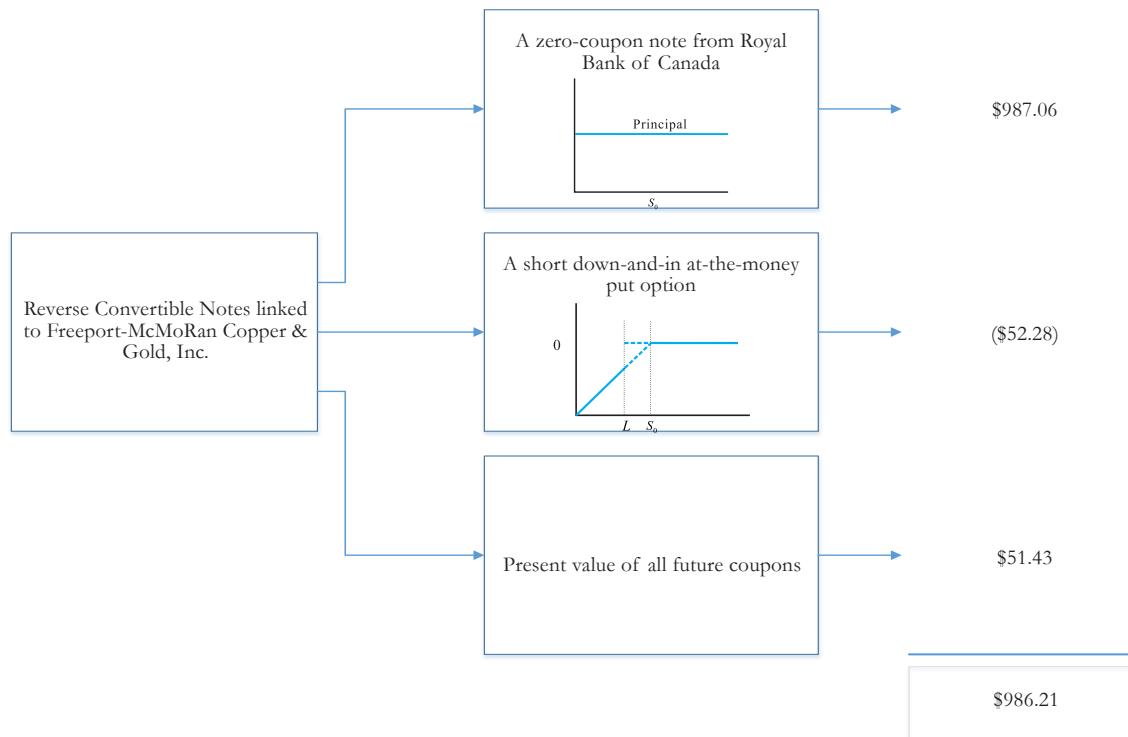 A zero-coupon note from Royal
Bank of Canada
Principal
S₀
$987.06
Reverse Convertible Notes linked
to Freeport-McMoRan Copper &
Gold, Inc.
A short down-and-in at-the-money
put option
0
L S₀
($52.28)
Present value of all future coupons
$51.43
$986.21